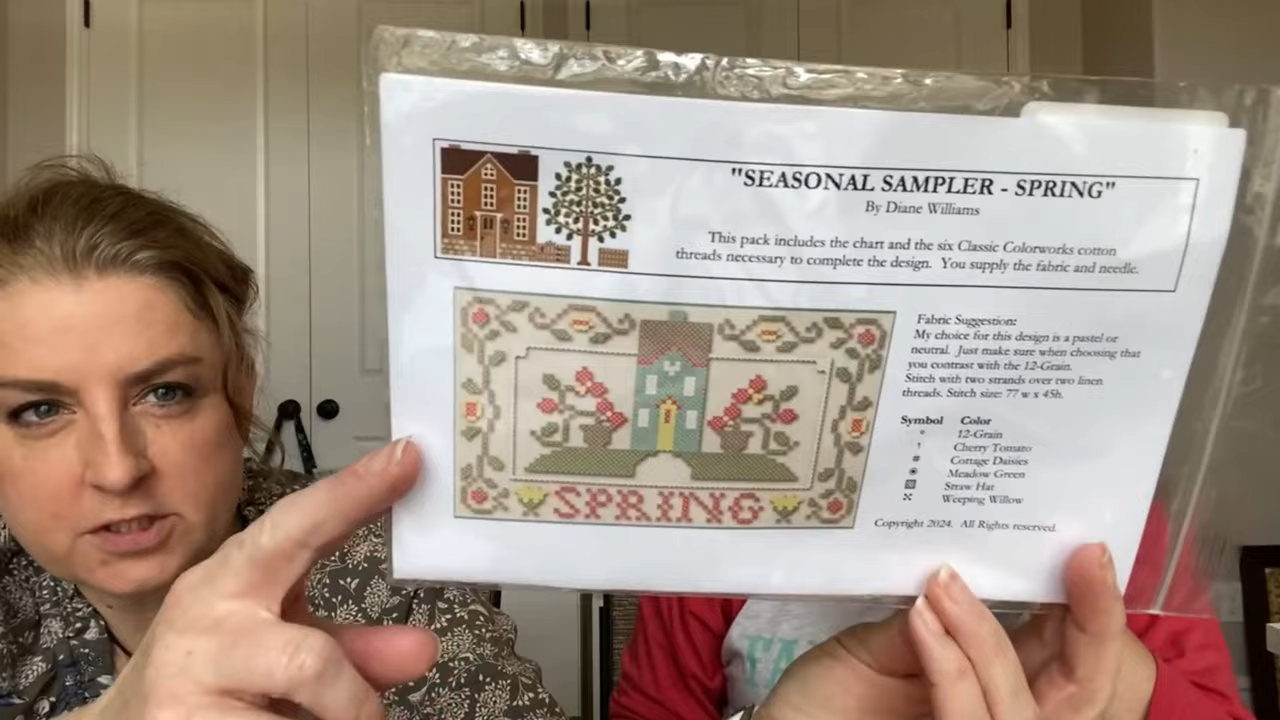 "SEASONAL SAMPLER - SPRING"
By Diane Williams
This pack includes the chart and the six Classic Colorworks cotton
threads necessary to complete the design. You supply the fabric and needle.
Fabric Suggestion:
My choice for this design is a pastel or
neutral. Just make sure when choosing that
you contrast with the 12-Grain.
Stitch with two strands over two linen
threads. Stitch size: 77 w x 45h.
Symbol Color
12-Grain
↑ Cherry Tomato
# Cottage Daisies
Meadow Green
Straw Hat
Weeping Willow
SPRING
Copyright 2024. All Rights reserved.